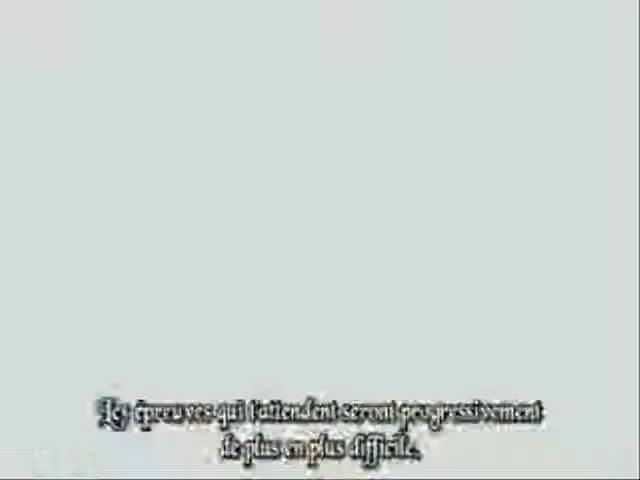 Les épreuves qui t'attendent seront progressivement
de plus en plus difficile.